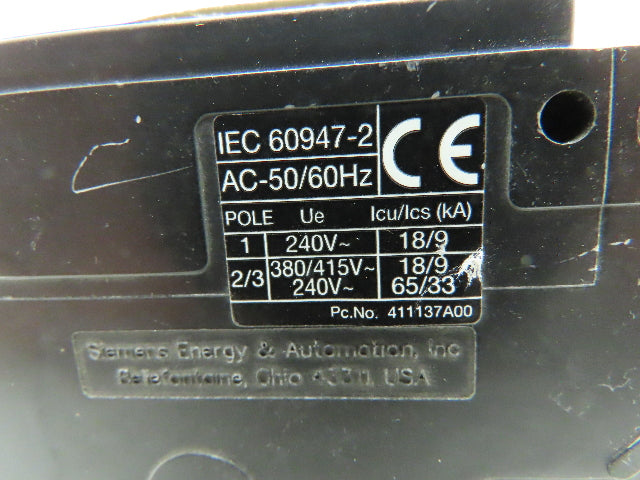 IEC 60947-2
CE
AC-50/60Hz
POLE Ue Icu/Ics (kA)
1 240V~ 18/9
2/3 380/415V~ 18/9
240V~ 65/33
Pc.No. 411137A00
Siemens Energy & Automation, Inc
Bellefontaine, Ohio 43311, USA